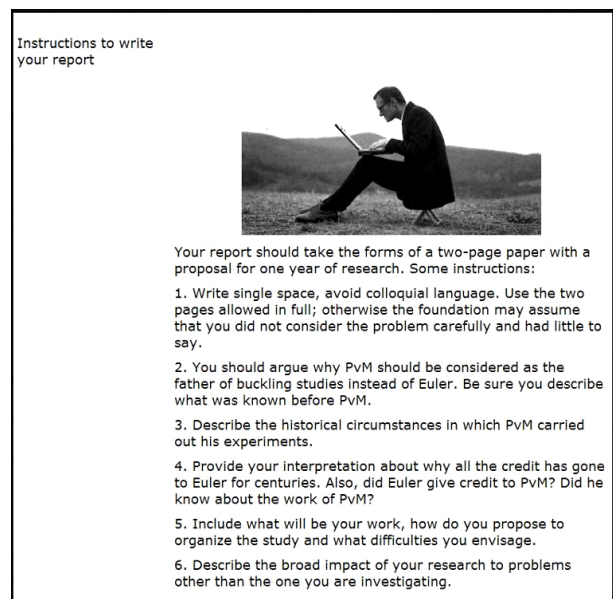 Instructions to write
your report
Your report should take the forms of a two-page paper with a
proposal for one year of research. Some instructions:
1. Write single space, avoid colloquial language. Use the two
pages allowed in full; otherwise the foundation may assume
that you did not consider the problem carefully and had little to
say.
2. You should argue why PvM should be considered as the
father of buckling studies instead of Euler. Be sure you describe
what was known before PvM.
3. Describe the historical circumstances in which PvM carried
out his experiments.
4. Provide your interpretation about why all the credit has gone
to Euler for centuries. Also, did Euler give credit to PvM? Did he
know about the work of PvM?
5. Include what will be your work, how do you propose to
organize the study and what difficulties you envisage.
6. Describe the broad impact of your research to problems
other than the one you are investigating.